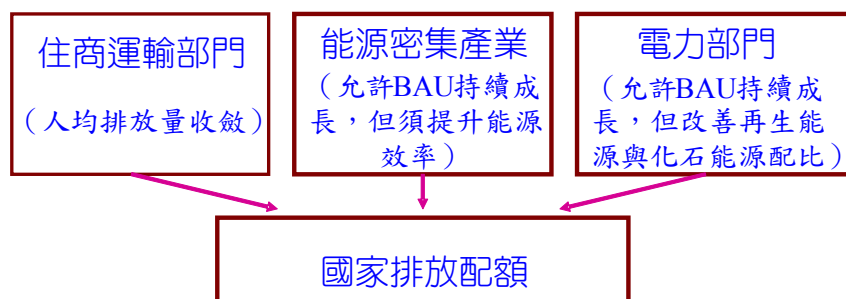 住商運輸部門
（人均排放量收斂）
能源密集產業
（允許BAU持續成
長，但須提升能源
效率）
電力部門
（允許BAU持續成
長，但改善再生能
源與化石能源配比）
國家排放配額